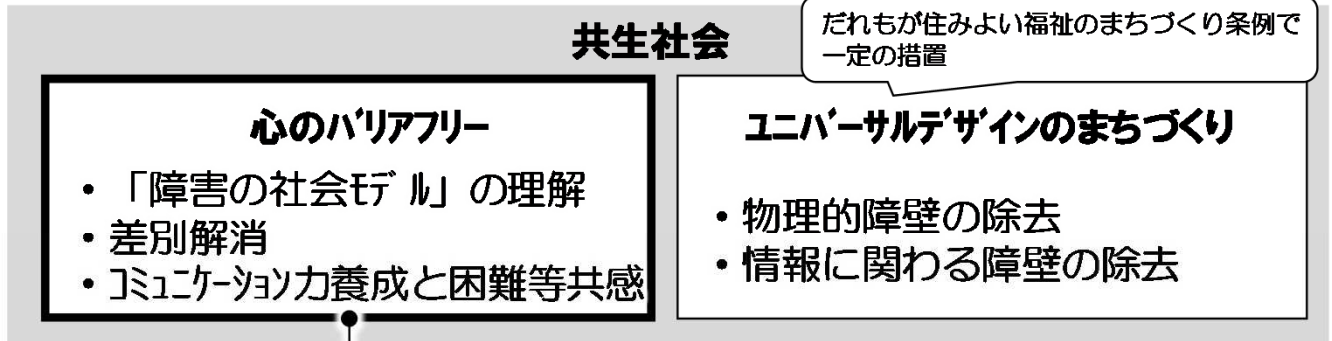 共生社会
だれもが住みよい福祉のまちづくり条例で
一定の措置
心のﾊﾞﾘｱﾌﾘｰ
・「障害の社会ﾓﾃﾞﾙ」の理解
・差別解消
・ｺﾐｭﾆｹｰｼｮﾝ力養成と困難等共感
ﾕﾆﾊﾞｰｻﾙﾃﾞｻﾞｲﾝのまちづくり
・物理的障壁の除去
・情報に関わる障壁の除去